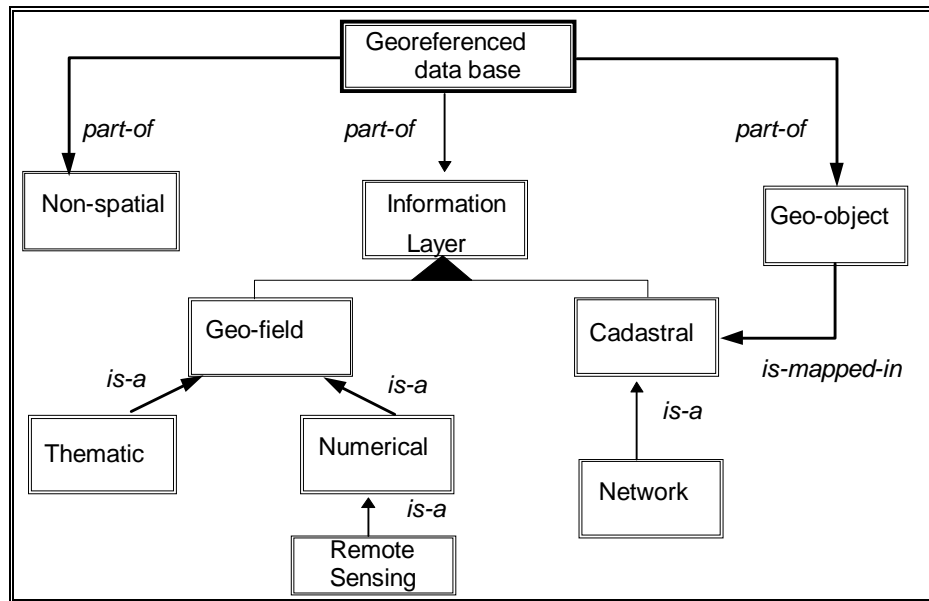 Georeferenced
data base
part-of
part-of
part-of
Non-spatial
Information
Layer
Geo-object
Geo-field
Cadastral
is-mapped-in
is-a
is-a
is-a
Thematic
Numerical
Network
is-a
Remote
Sensing